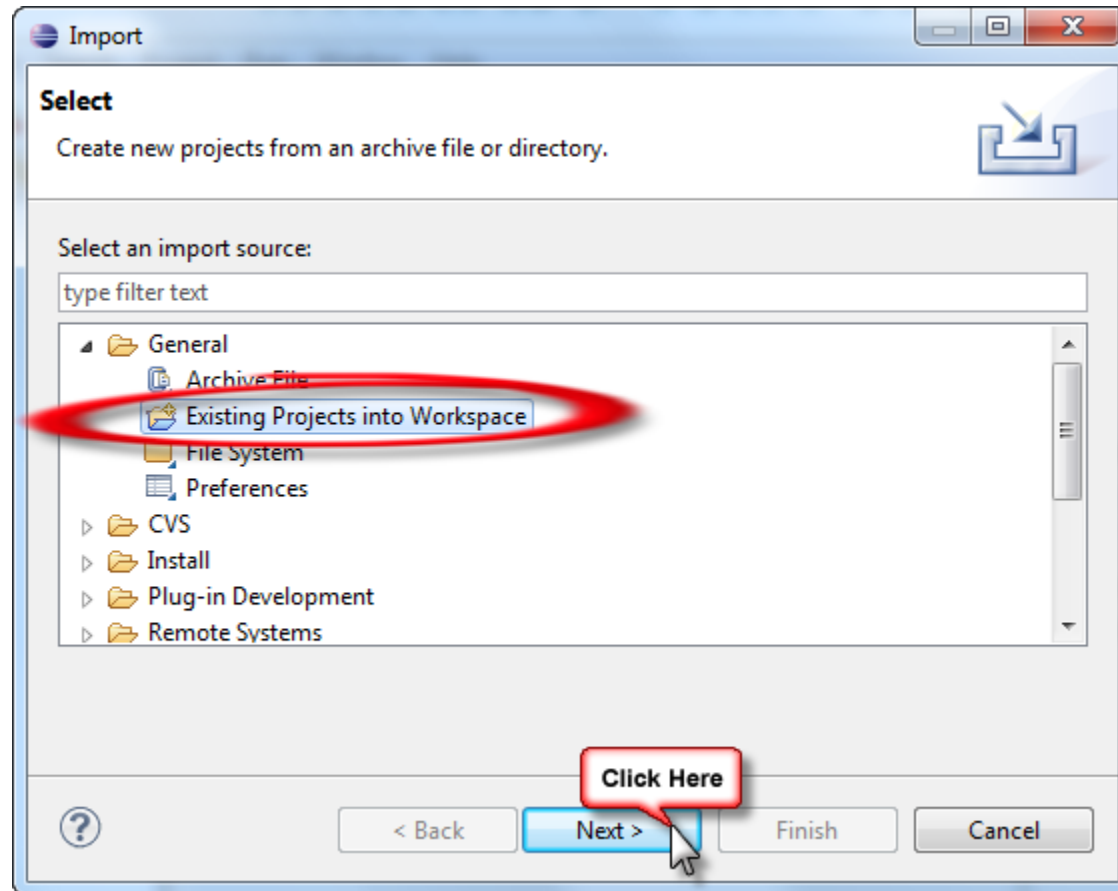 Import
Select
Create new projects from an archive file or directory.
Select an import source:
type filter text
General
Archive File
Existing Projects into Workspace
File System
Preferences
CVS
Install
Plug-in Development
Remote Systems
Click Here
< Back Next > Finish Cancel